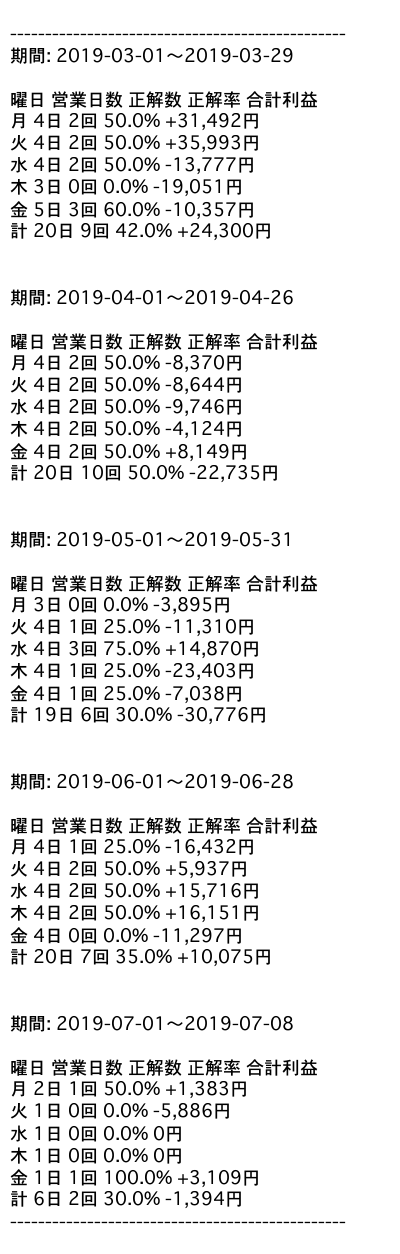 ------------------------------------------------
期間: 2019-03-01〜2019-03-29
曜日 営業日数 正解数 正解率 合計利益
月 4日 2回 50.0% +31,492円
火 4日 2回 50.0% +35,993円
水 4日 2回 50.0% -13,777円
木 3日 0回 0.0% -19,051円
金 5日 3回 60.0% -10,357円
計 20日 9回 42.0% +24,300円
期間: 2019-04-01〜2019-04-26
曜日 営業日数 正解数 正解率 合計利益
月 4日 2回 50.0% -8,370円
火 4日 2回 50.0% -8,644円
水 4日 2回 50.0% -9,746円
木 4日 2回 50.0% -4,124円
金 4日 2回 50.0% +8,149円
計 20日 10回 50.0% -22,735円
期間: 2019-05-01〜2019-05-31
曜日 営業日数 正解数 正解率 合計利益
月 3日 0回 0.0% -3,895円
火 4日 1回 25.0% -11,310円
水 4日 3回 75.0% +14,870円
木 4日 1回 25.0% -23,403円
金 4日 1回 25.0% -7,038円
計 19日 6回 30.0% -30,776円
期間: 2019-06-01〜2019-06-28
曜日 営業日数 正解数 正解率 合計利益
月 4日 1回 25.0% -16,432円
火 4日 2回 50.0% +5,937円
水 4日 2回 50.0% +15,716円
木 4日 2回 50.0% +16,151円
金 4日 0回 0.0% -11,297円
計 20日 7回 35.0% +10,075円
期間: 2019-07-01〜2019-07-08
曜日 営業日数 正解数 正解率 合計利益
月 2日 1回 50.0% +1,383円
火 1日 0回 0.0% -5,886円
水 1日 0回 0.0% 0円
木 1日 0回 0.0% 0円
金 1日 1回 100.0% +3,109円
計 6日 2回 30.0% -1,394円
------------------------------------------------